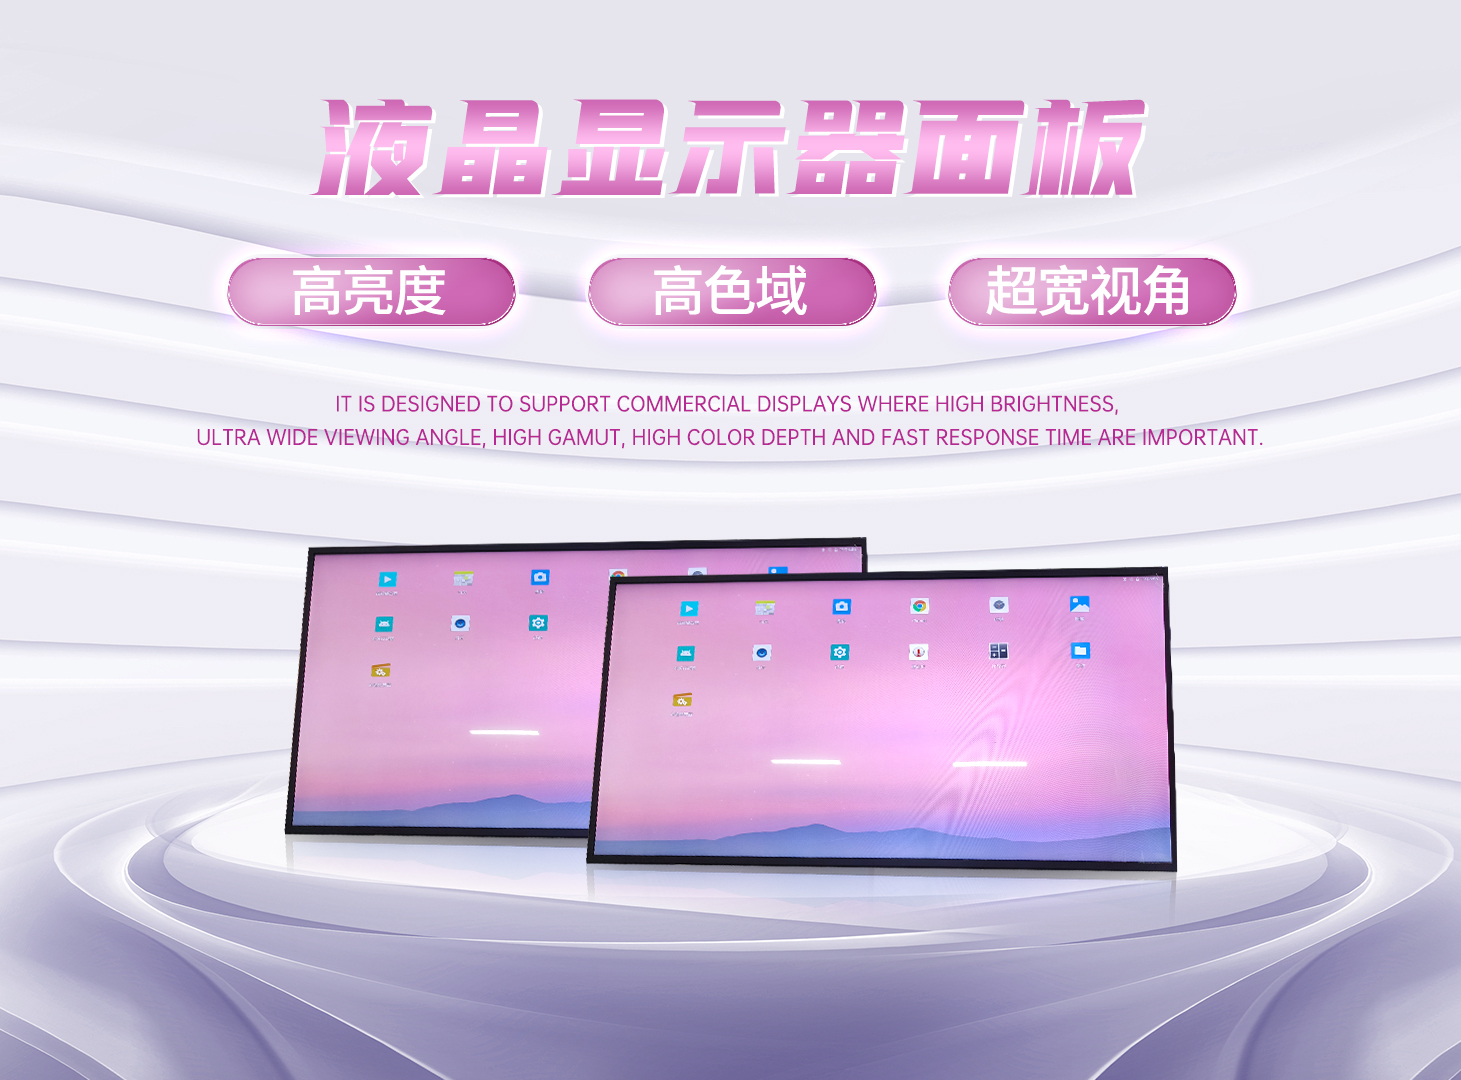 液晶显示器面板
高亮度
高色域
超宽视角
IT IS DESIGNED TO SUPPORT COMMERCIAL DISPLAYS WHERE HIGH BRIGHTNESS,
ULTRA WIDE VIEWING ANGLE, HIGH GAMUT, HIGH COLOR DEPTH AND FAST RESPONSE TIME ARE IMPORTANT.